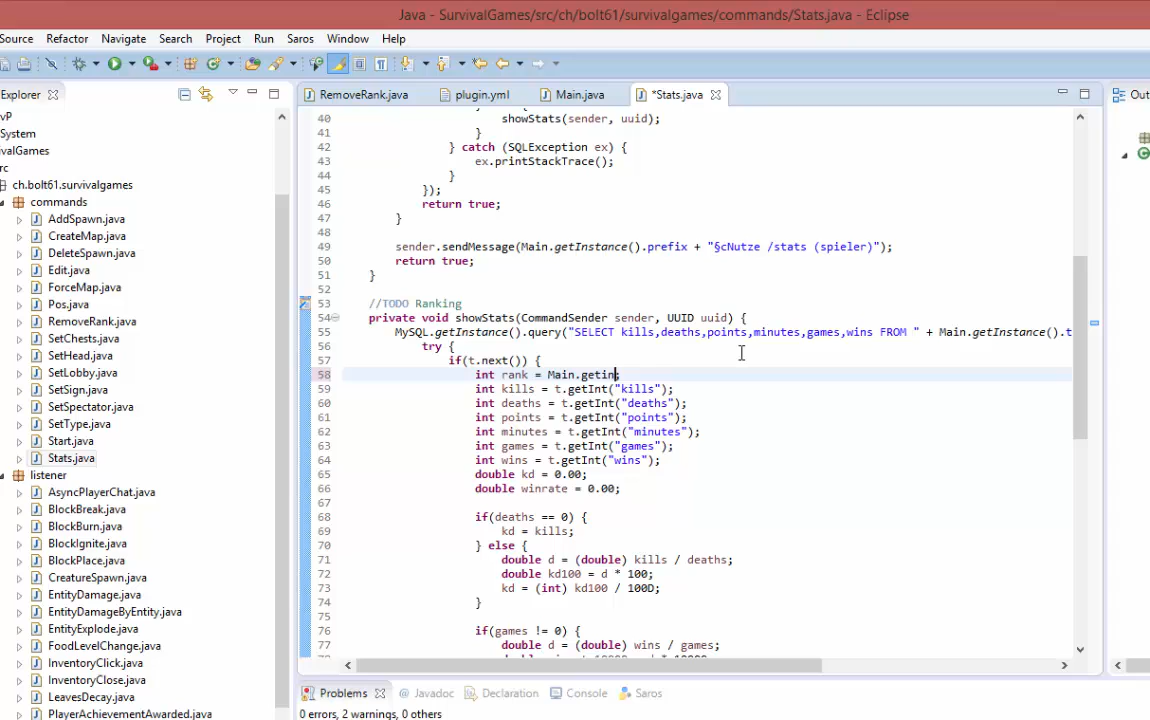 Java - SurvivalGames/src/ch/bolt61/survivalgames/commands/Stats.java - Eclipse
Source Refactor Navigate Search Project Run Saros Window Help
Explorer
RemoveRank.java plugin.yml Main.java *Stats.java
Out
vP
System
ivalGames
rc
ch.bolt61.survivalgames
commands
AddSpawn.java
CreateMap.java
DeleteSpawn.java
Edit.java
ForceMap.java
Pos.java
RemoveRank.java
SetChests.java
SetHead.java
SetLobby.java
SetSign.java
SetSpectator.java
SetType.java
Start.java
Stats.java
listener
AsyncPlayerChat.java
BlockBreak.java
BlockBurn.java
BlockIgnite.java
BlockPlace.java
CreatureSpawn.java
EntityDamage.java
EntityDamageByEntity.java
EntityExplode.java
FoodLevelChange.java
InventoryClick.java
InventoryClose.java
LeavesDecay.java
PlayerAchievementAwarded.java
40 showStats(sender, uuid);
41 }
42 } catch (SQLException ex) {
43 ex.printStackTrace();
44 }
45 });
46 return true;
47 }
48
49 sender.sendMessage(Main.getInstance().prefix + "§cNutze /stats (spieler)");
50 return true;
51 }
52
53 //TODO Ranking
54 private void showStats(CommandSender sender, UUID uuid) {
55 MySQL.getInstance().query("SELECT kills,deaths,points,minutes,games,wins FROM " + Main.getInstance().t
56 try {
57 if(t.next()) {
58 int rank = Main.getin;
59 int kills = t.getInt("kills");
60 int deaths = t.getInt("deaths");
61 int points = t.getInt("points");
62 int minutes = t.getInt("minutes");
63 int games = t.getInt("games");
64 int wins = t.getInt("wins");
65 double kd = 0.00;
66 double winrate = 0.00;
67
68 if(deaths == 0) {
69 kd = kills;
70 } else {
71 double d = (double) kills / deaths;
72 double kd100 = d * 100;
73 kd = (int) kd100 / 100D;
74 }
75
76 if(games != 0) {
77 double d = (double) wins / games;
Problems Javadoc Declaration Console Saros
0 errors, 2 warnings, 0 others